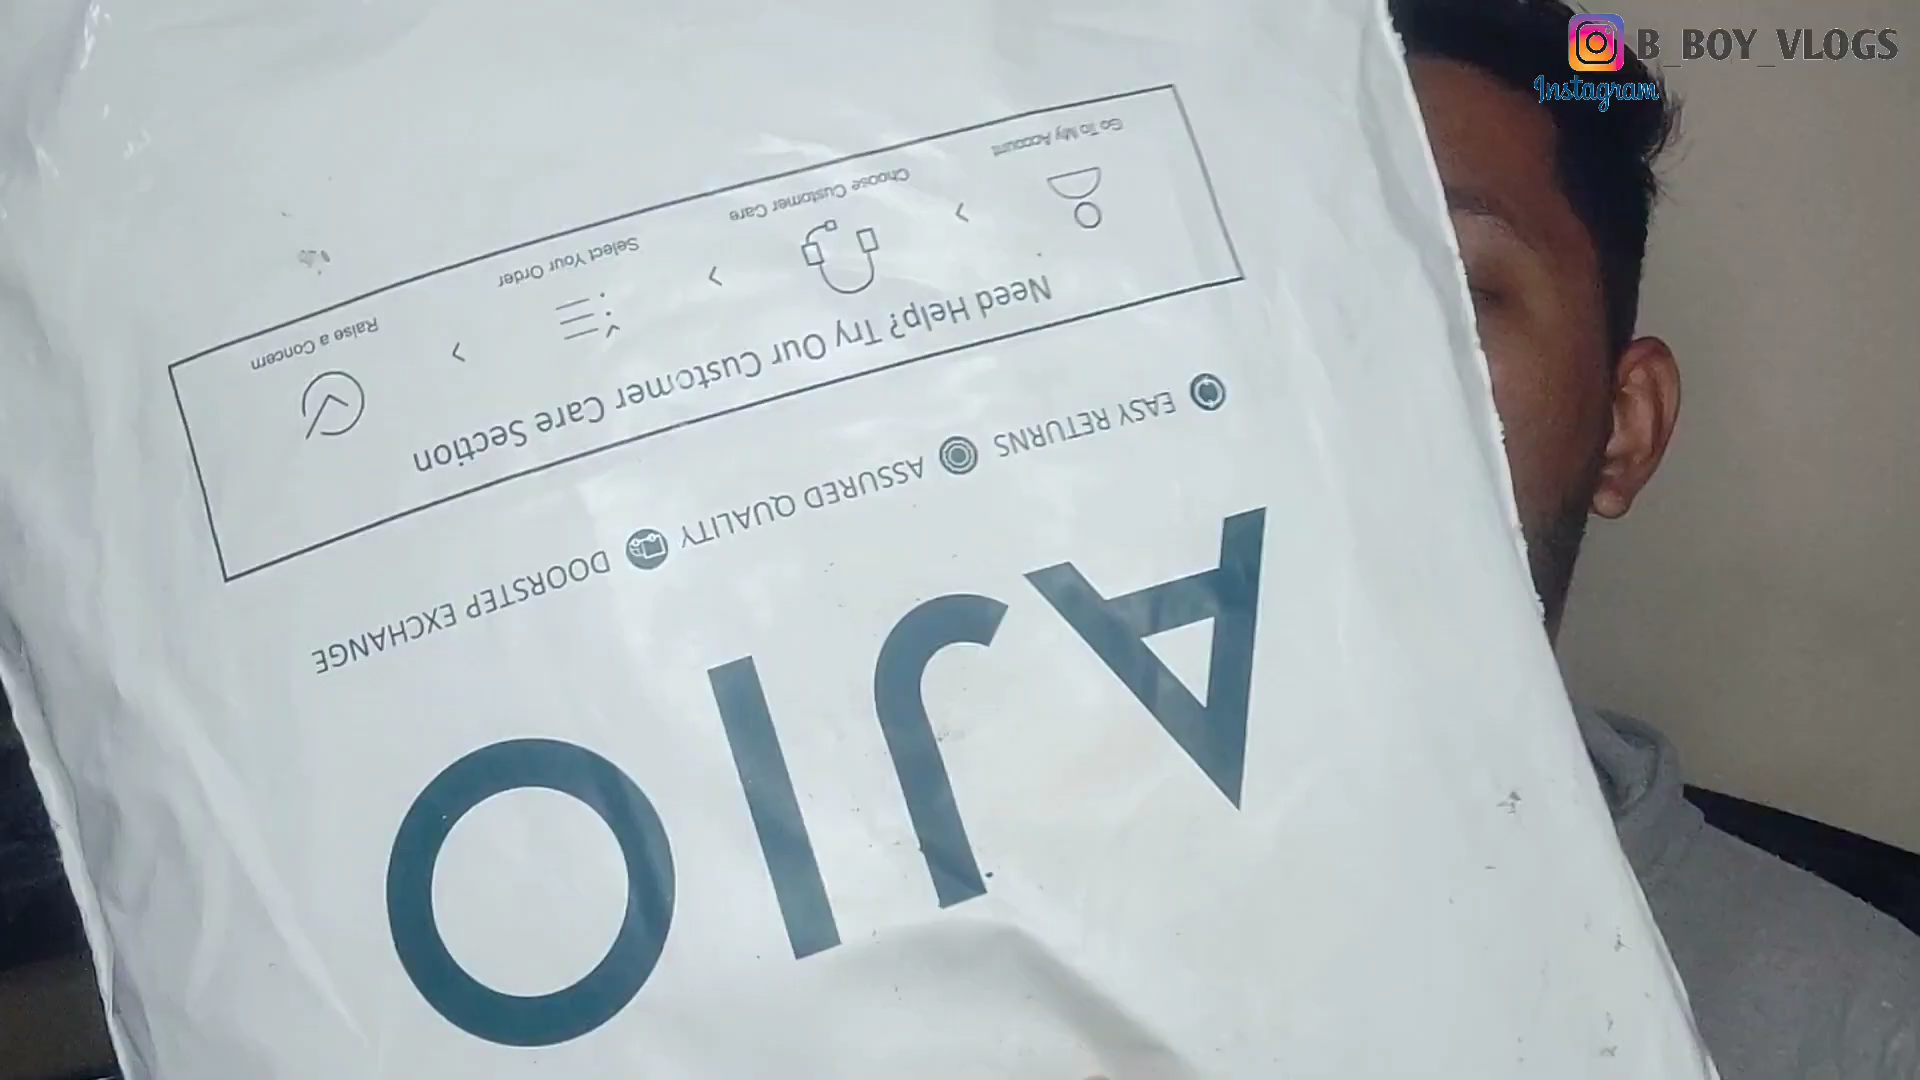 B_BOY_VLOGS
Instagram
AJIO
EASY RETURNS ASSURED QUALITY DOORSTEP EXCHANGE
Need Help? Try Our Customer Care Section
Go To My Account > Choose Customer Care > Select Your Order > Raise a Concern